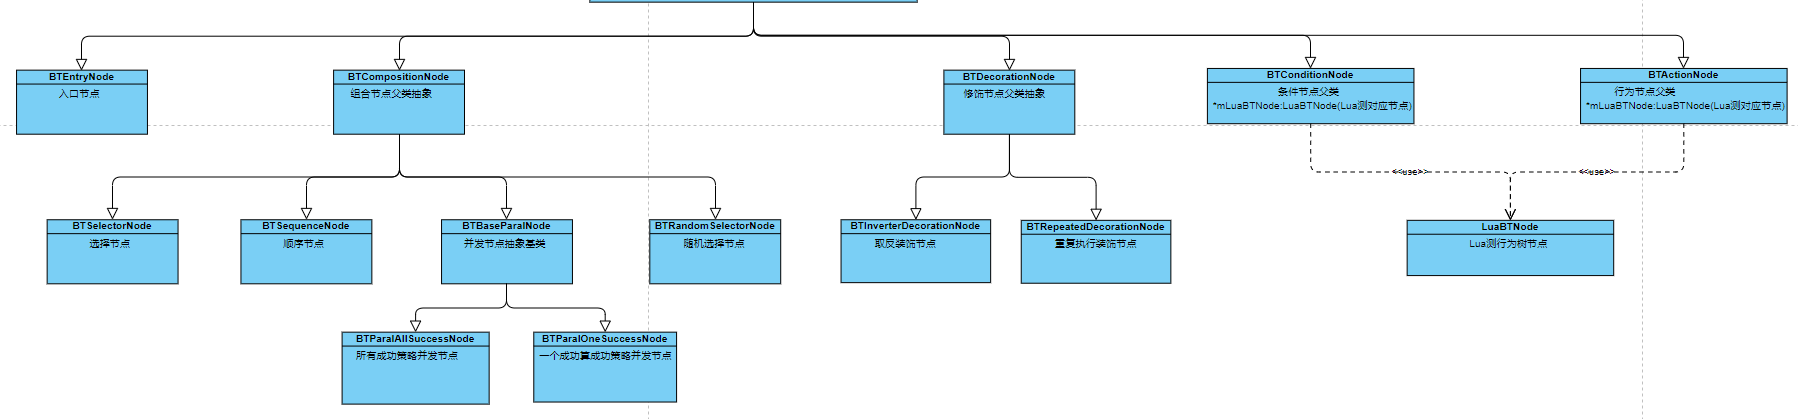 BTEntryNode
入口节点
BTCompositionNode
组合节点父类抽象
BTDecorationNode
修饰节点父类抽象
BTConditionNode
条件节点父类
*mLuaBTNode:LuaBTNode(Lua测对应节点)
BTActionNode
行为节点父类
*mLuaBTNode:LuaBTNode(Lua测对应节点)
<<use>>
<<use>>
BTSelectorNode
选择节点
BTSequenceNode
顺序节点
BTBaseParalNode
并发节点抽象基类
BTRandomSelectorNode
随机选择节点
BTInverterDecorationNode
取反装饰节点
BTRepeatedDecorationNode
重复执行装饰节点
LuaBTNode
Lua测行为树节点
BTParalAllSuccessNode
所有成功策略并发节点
BTParalOneSuccessNode
一个成功算成功策略并发节点